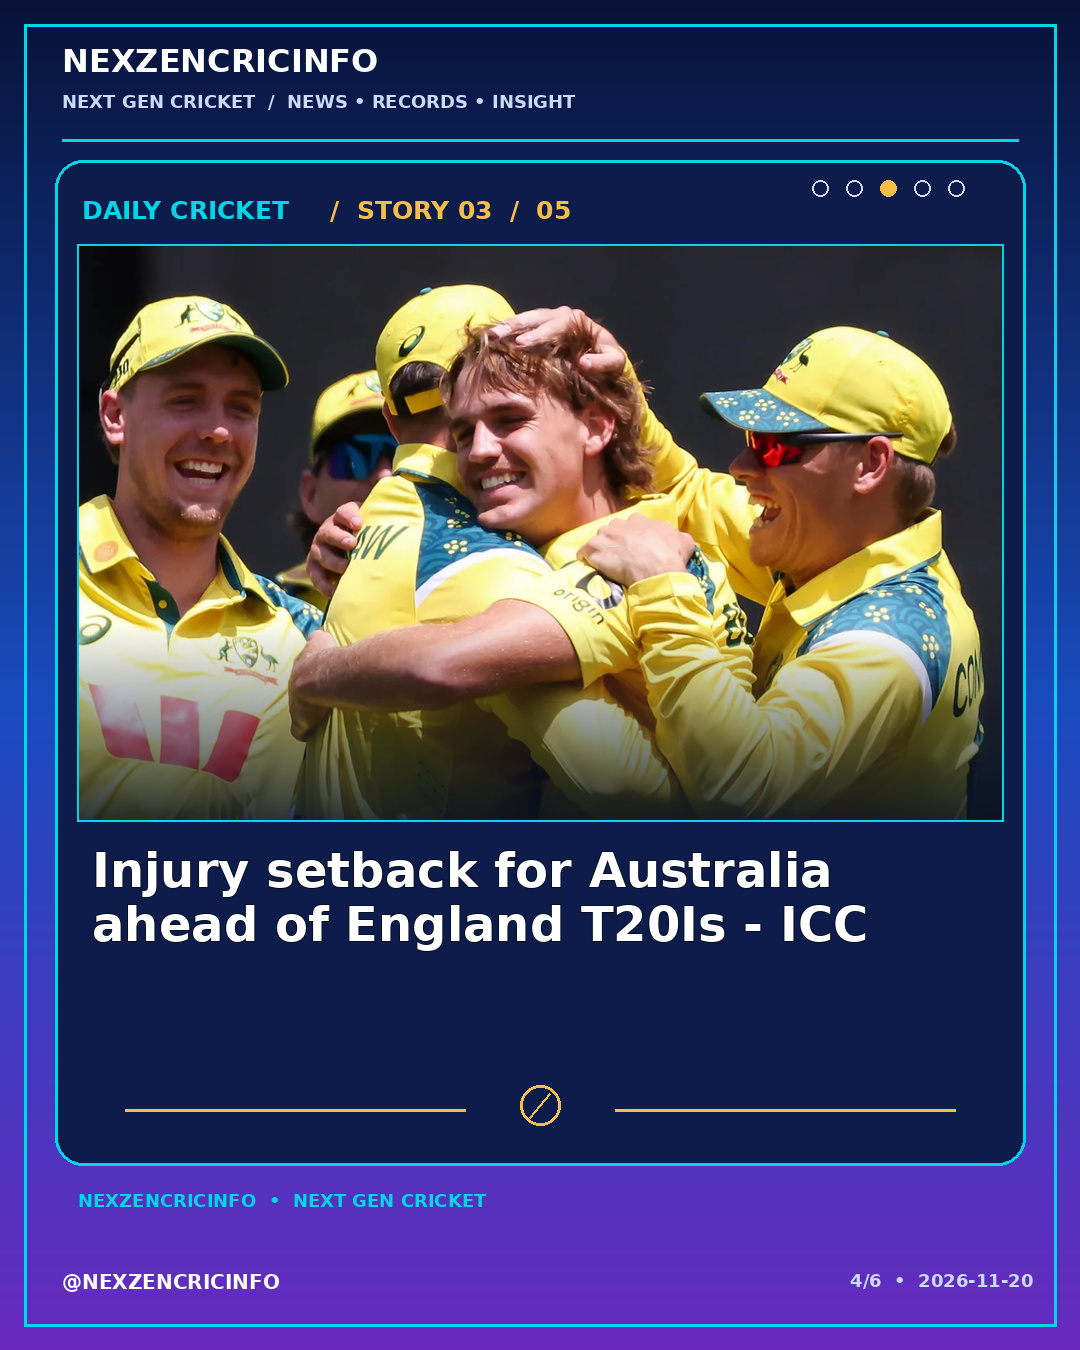 NEXZENCRICINFO
NEXT GEN CRICKET / NEWS • RECORDS • INSIGHT
DAILY CRICKET / STORY 03 / 05
origin
Injury setback for Australia
ahead of England T20Is - ICC
NEXZENCRICINFO • NEXT GEN CRICKET
@NEXZENCRICINFO
4/6 • 2026-11-20